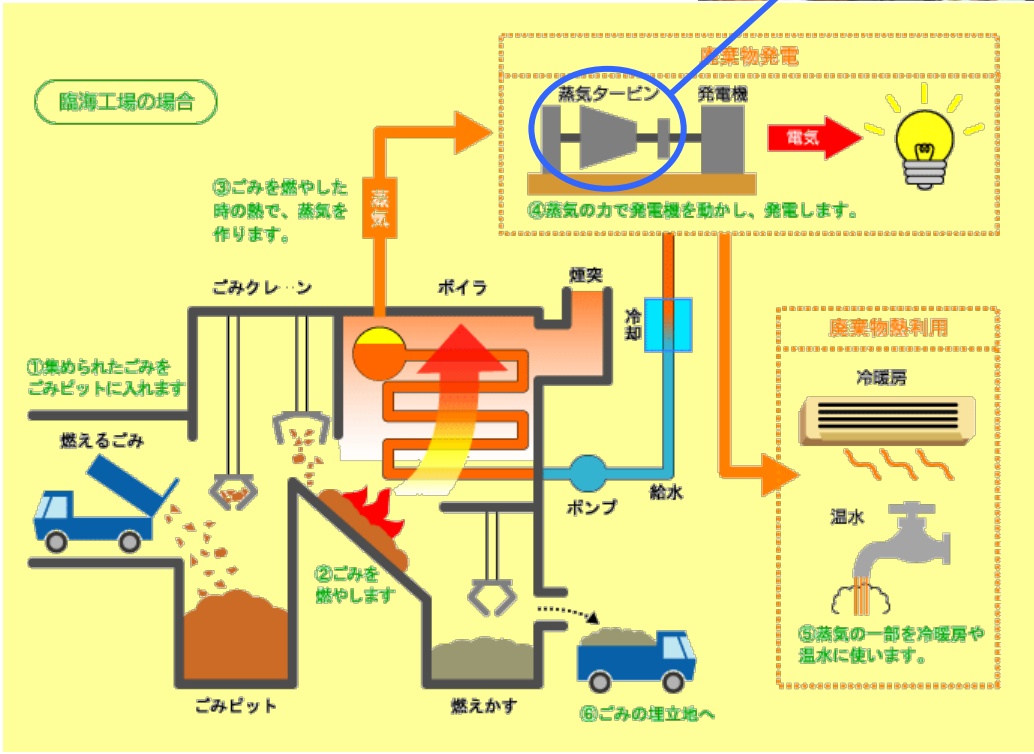 臨海工場の場合
廃棄物発電
蒸気タービン
発電機
電気
④蒸気の力で発電機を動かし、発電します。
③ごみを燃やした
時の熱で、蒸気を
作ります。
蒸気
ごみクレーン
ボイラ
煙突
冷却
廃棄物熱利用
冷暖房
①集められたごみを
ごみピットに入れます
燃えるごみ
ポンプ
給水
温水
②ごみを
燃やします
⑤蒸気の一部を冷暖房や
温水に使います。
ごみピット
燃えかす
⑥ごみの埋立地へ